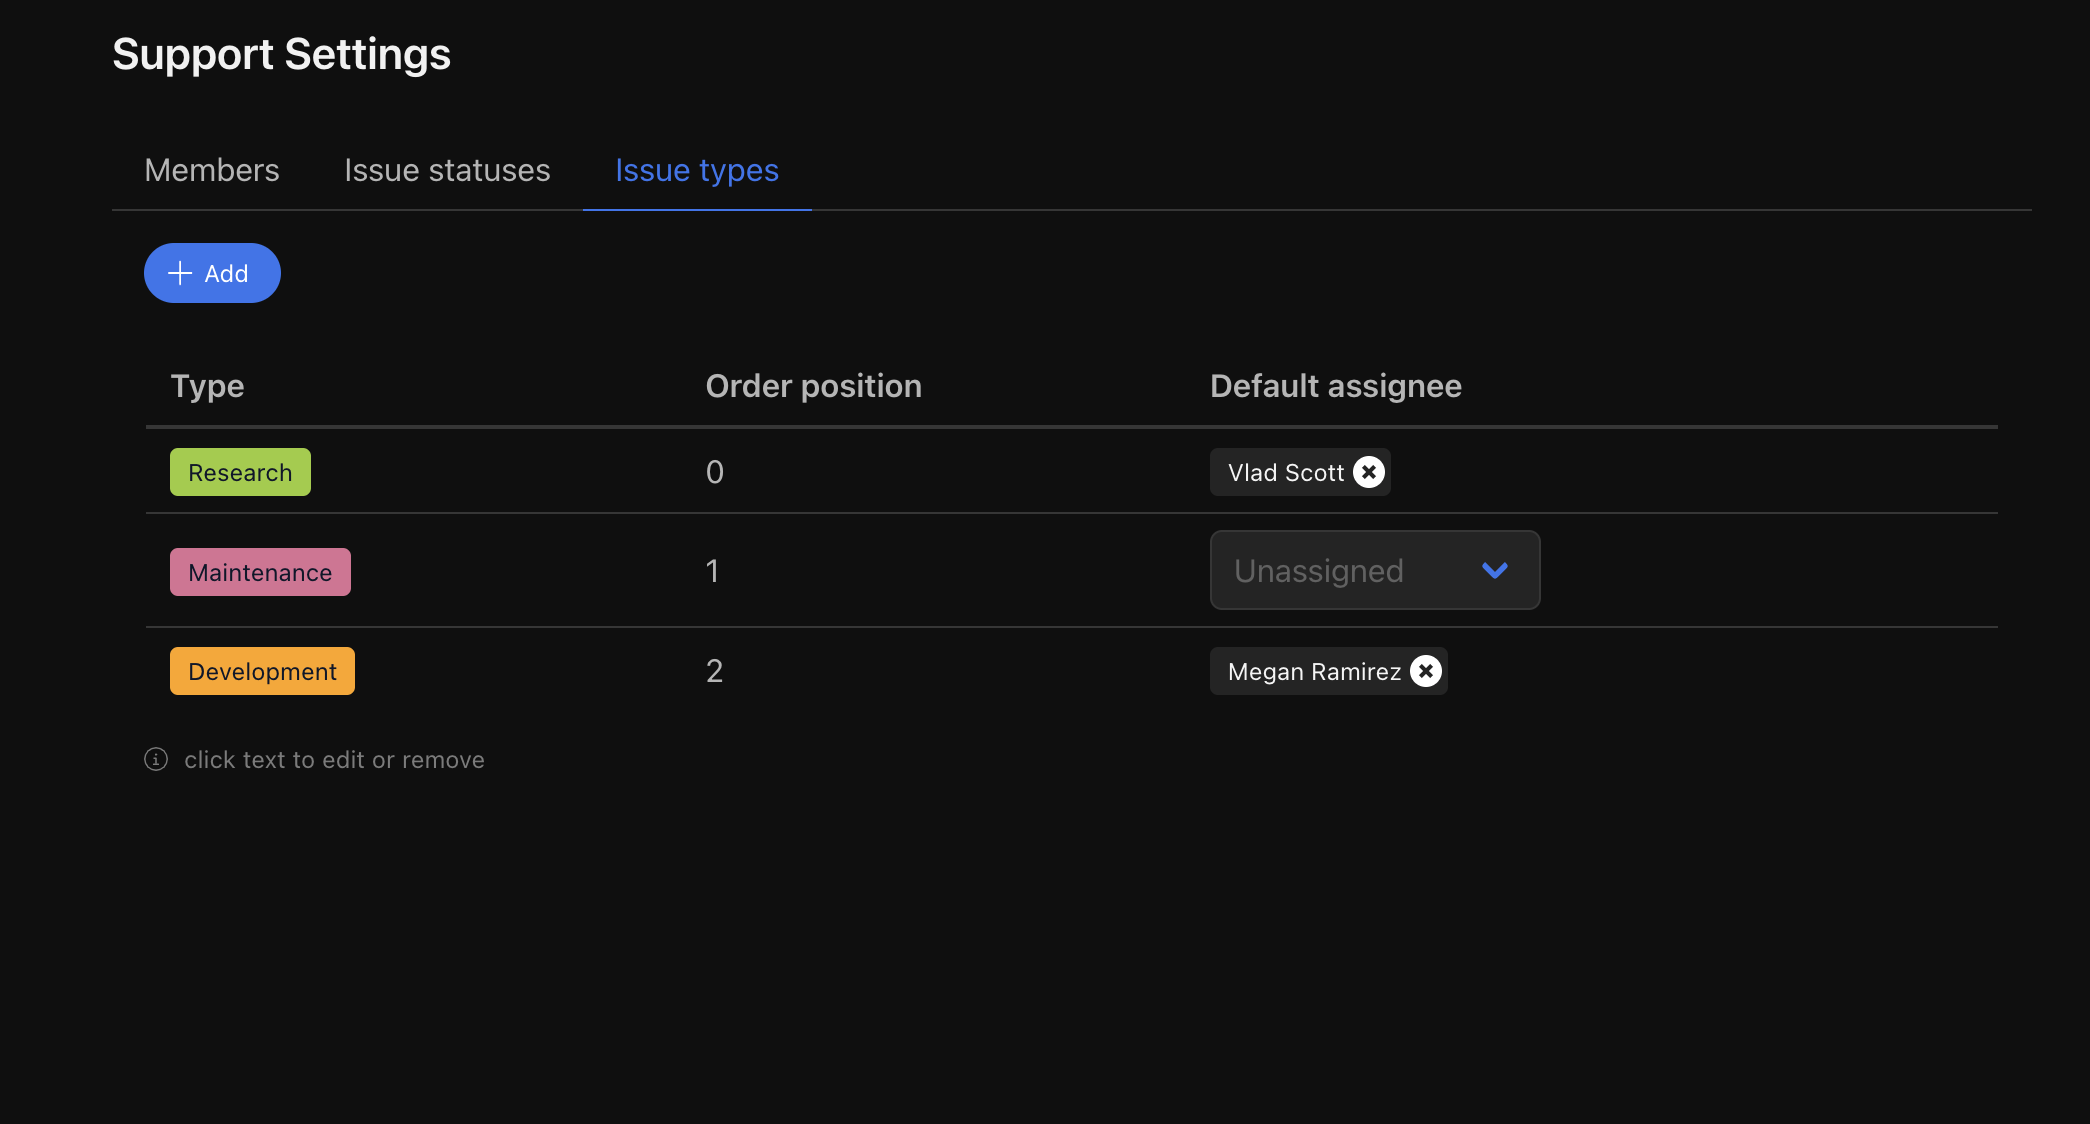 Support Settings
Members Issue statuses Issue types
Add
Type Order position Default assignee
Research 0 Vlad Scott
Maintenance 1 Unassigned
Development 2 Megan Ramirez
click text to edit or remove